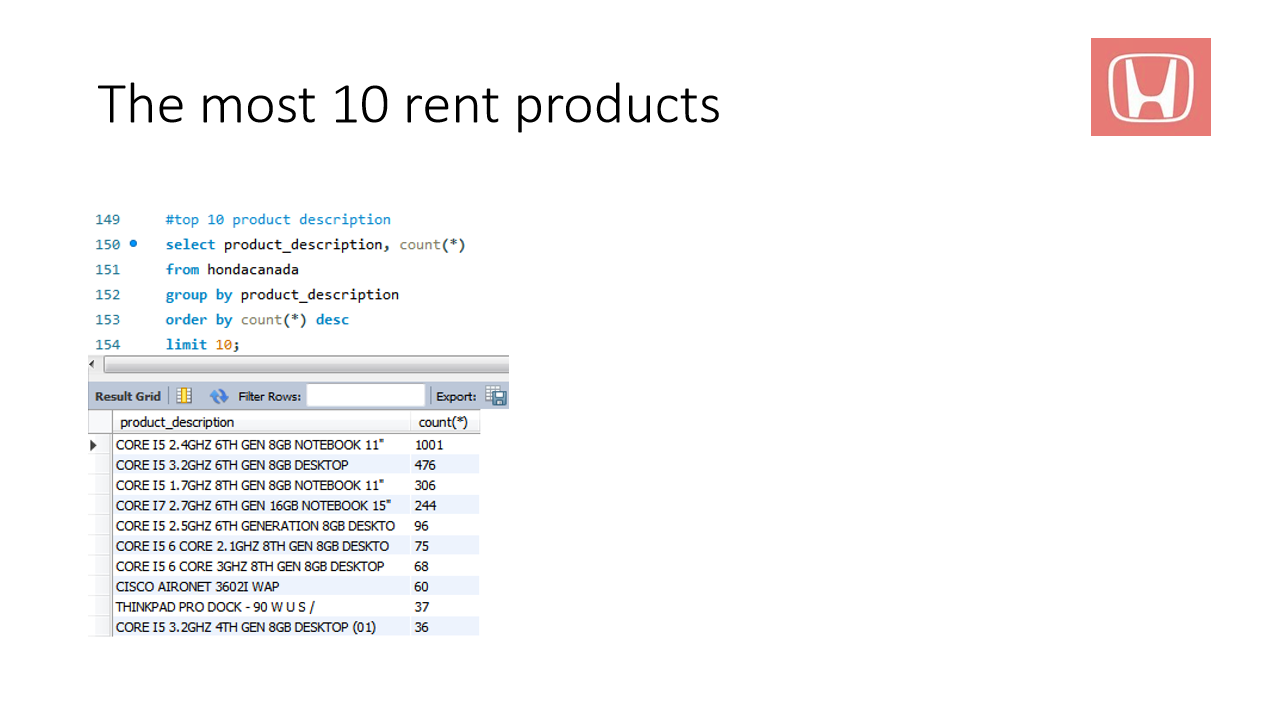 The most 10 rent products
149 #top 10 product description
150 select product_description, count(*)
151 from hondacanada
152 group by product_description
153 order by count(*) desc
154 limit 10;
Result Grid Filter Rows: Export:
product_description count(*)
CORE I5 2.4GHZ 6TH GEN 8GB NOTEBOOK 11" 1001
CORE I5 3.2GHZ 6TH GEN 8GB DESKTOP 476
CORE I5 1.7GHZ 8TH GEN 8GB NOTEBOOK 11" 306
CORE I7 2.7GHZ 6TH GEN 16GB NOTEBOOK 15" 244
CORE I5 2.5GHZ 6TH GENERATION 8GB DESKTO 96
CORE I5 6 CORE 2.1GHZ 8TH GEN 8GB DESKTO 75
CORE I5 6 CORE 3GHZ 8TH GEN 8GB DESKTOP 68
CISCO AIRONET 3602I WAP 60
THINKPAD PRO DOCK - 90 W U S / 37
CORE I5 3.2GHZ 4TH GEN 8GB DESKTOP (01) 36